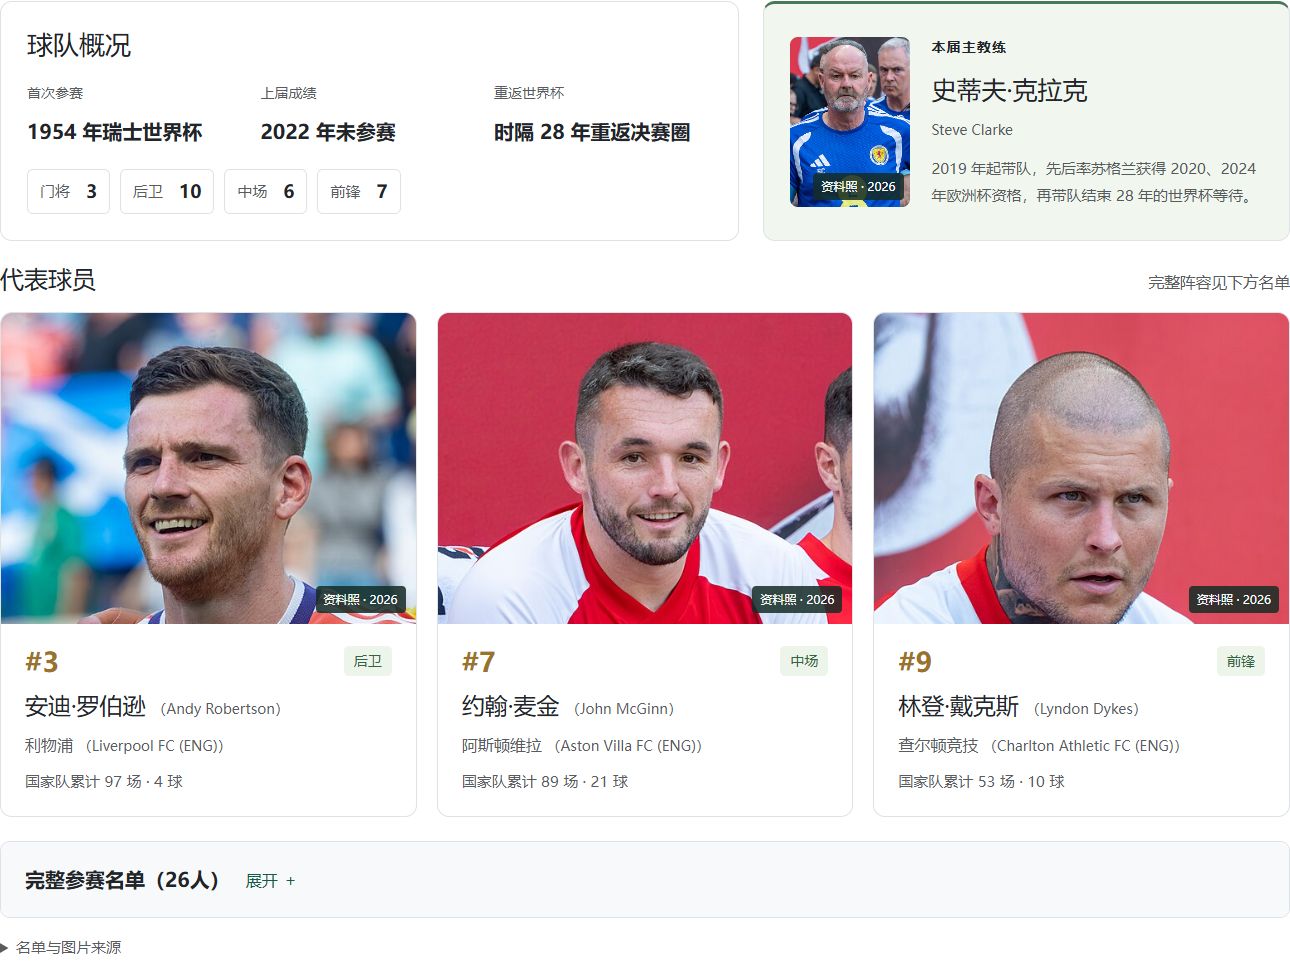 球队概况
首次参赛
上届成绩
重返世界杯
1954 年瑞士世界杯
2022 年未参赛
时隔 28 年重返决赛圈
门将 3
后卫 10
中场 6
前锋 7
资料照 · 2026
本届主教练
史蒂夫·克拉克
Steve Clarke
2019 年起带队，先后率苏格兰获得 2020、2024
年欧洲杯资格，再带队结束 28 年的世界杯等待。
代表球员
完整阵容见下方名单
资料照 · 2026
#3
后卫
安迪·罗伯逊 （Andy Robertson）
利物浦 （Liverpool FC (ENG)）
国家队累计 97 场 · 4 球
资料照 · 2026
#7
中场
约翰·麦金 （John McGinn）
阿斯顿维拉 （Aston Villa FC (ENG)）
国家队累计 89 场 · 21 球
资料照 · 2026
#9
前锋
林登·戴克斯 （Lyndon Dykes）
查尔顿竞技 （Charlton Athletic FC (ENG)）
国家队累计 53 场 · 10 球
完整参赛名单（26人） 展开 +
名单与图片来源